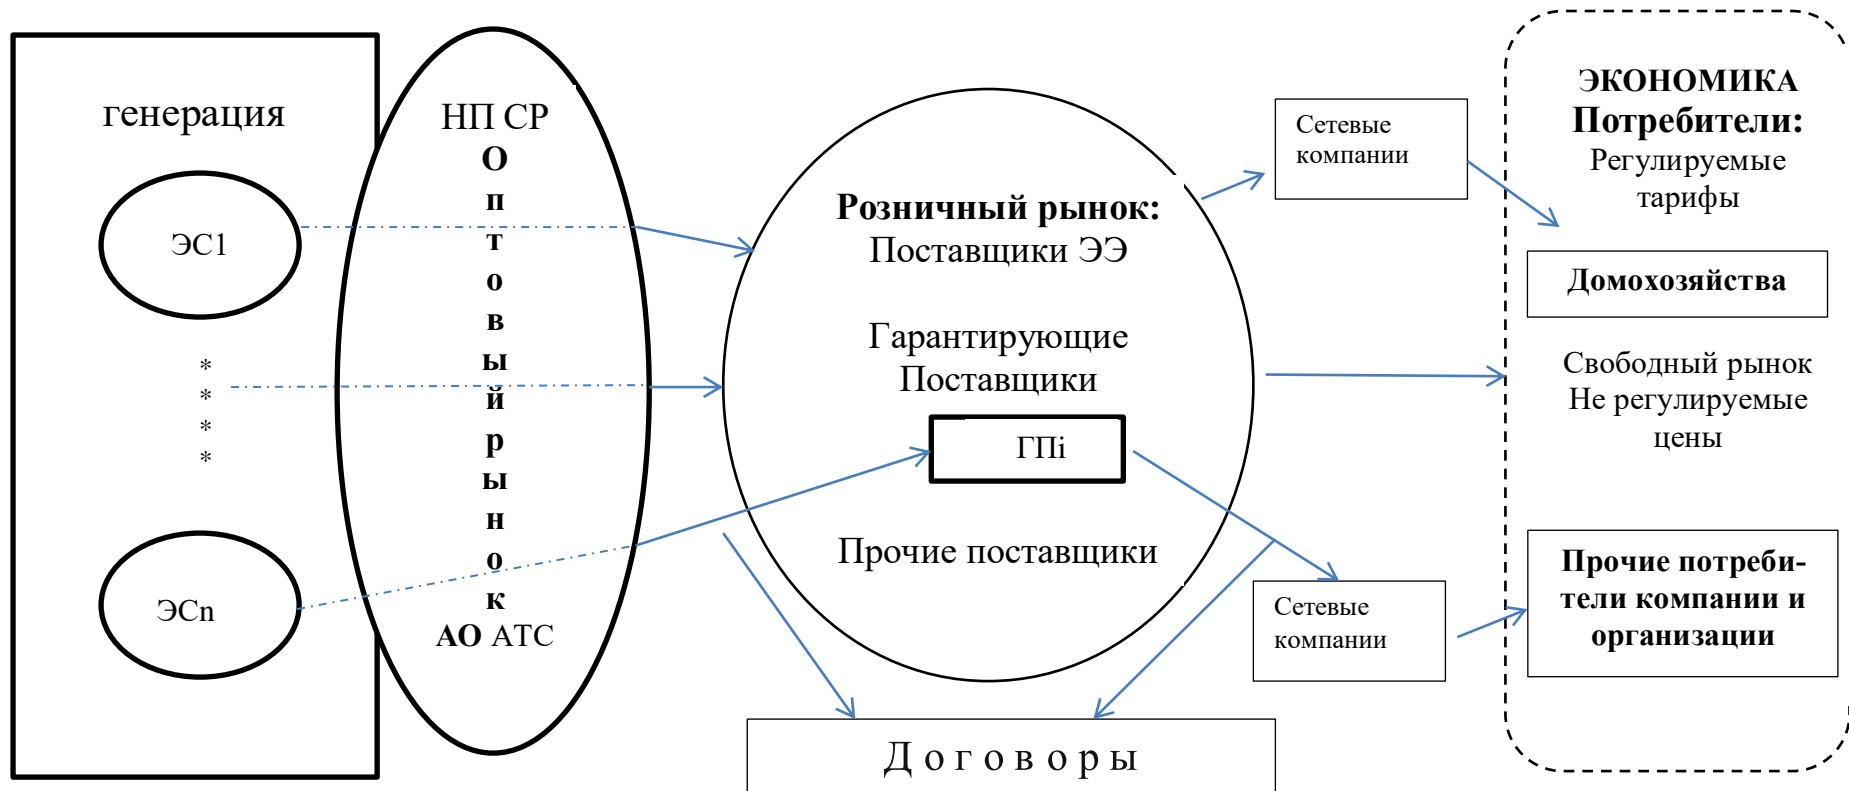 генерация
ЭС1
*
*
*
*
ЭСn
НП СР
О
п
т
о
в
ы
й
р
ы
н
о
к
АО АТС
Розничный рынок:
Поставщики ЭЭ
Гарантирующие
Поставщики
ГПi
Прочие поставщики
Договоры
Сетевые
компании
Сетевые
компании
ЭКОНОМИКА
Потребители:
Регулируемые
тарифы
Домохозяйства
Свободный рынок
Не регулируемые
цены
Прочие потреби-
тели компании и
организации